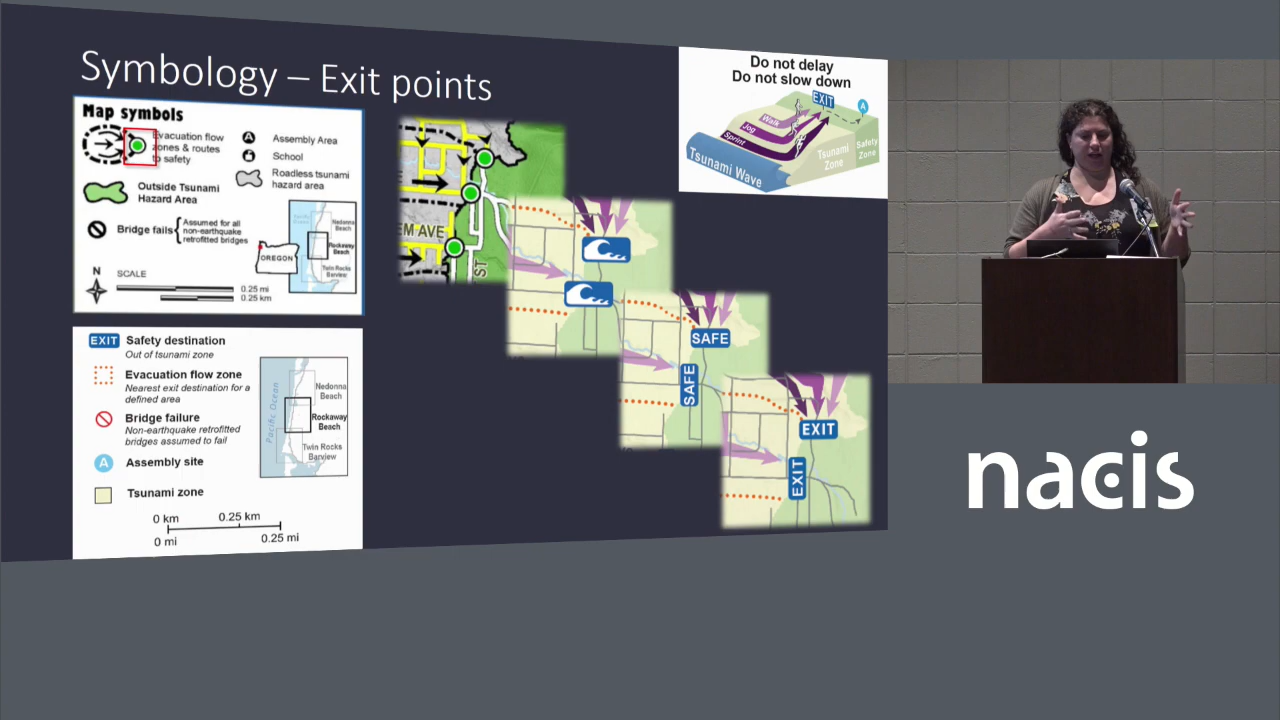 Symbology – Exit points
Map symbols
Evacuation flow
zones & routes
to safety
Outside Tsunami
Hazard Area
Bridge fails
Assumed for all
non-earthquake
retrofitted bridges
A Assembly Area
School
Roadless tsunami
hazard area
N
SCALE
0.25 mi
0.25 km
OREGON
Nedonna
Beach
Rockaway
Beach
Twin Rocks
Barview
EXIT Safety destination
Out of tsunami zone
Evacuation flow zone
Nearest exit destination for a
defined area
Bridge failure
Non-earthquake retrofitted
bridges assumed to fail
A Assembly site
Tsunami zone
0 km 0.25 km
0 mi 0.25 mi
Pacific Ocean
Nedonna
Beach
Rockaway
Beach
Twin Rocks
Barview
EM AVE
ST
SAFE
SAFE
EXIT
EXIT
Do not delay
Do not slow down
EXIT
A
Walk
Jog
Sprint
Tsunami Wave
Tsunami
Zone
Safety
Zone
nacis